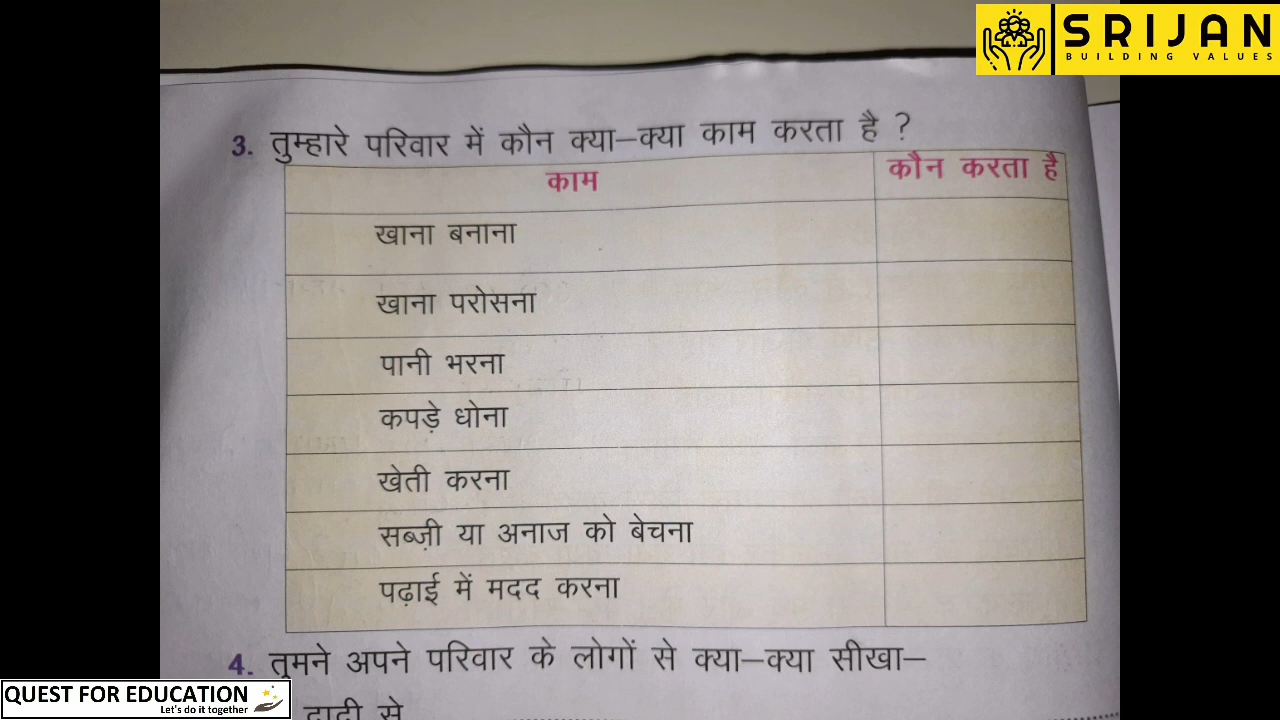 SRIJAN
BUILDING VALUES
3. तुम्हारे परिवार में कौन क्या–क्या काम करता है ?
काम कौन करता है
खाना बनाना
खाना परोसना
पानी भरना
कपड़े धोना
खेती करना
सब्ज़ी या अनाज को बेचना
पढ़ाई में मदद करना
4. तुमने अपने परिवार के लोगों से क्या–क्या सीखा–
दादी से
QUEST FOR EDUCATION
Let's do it together